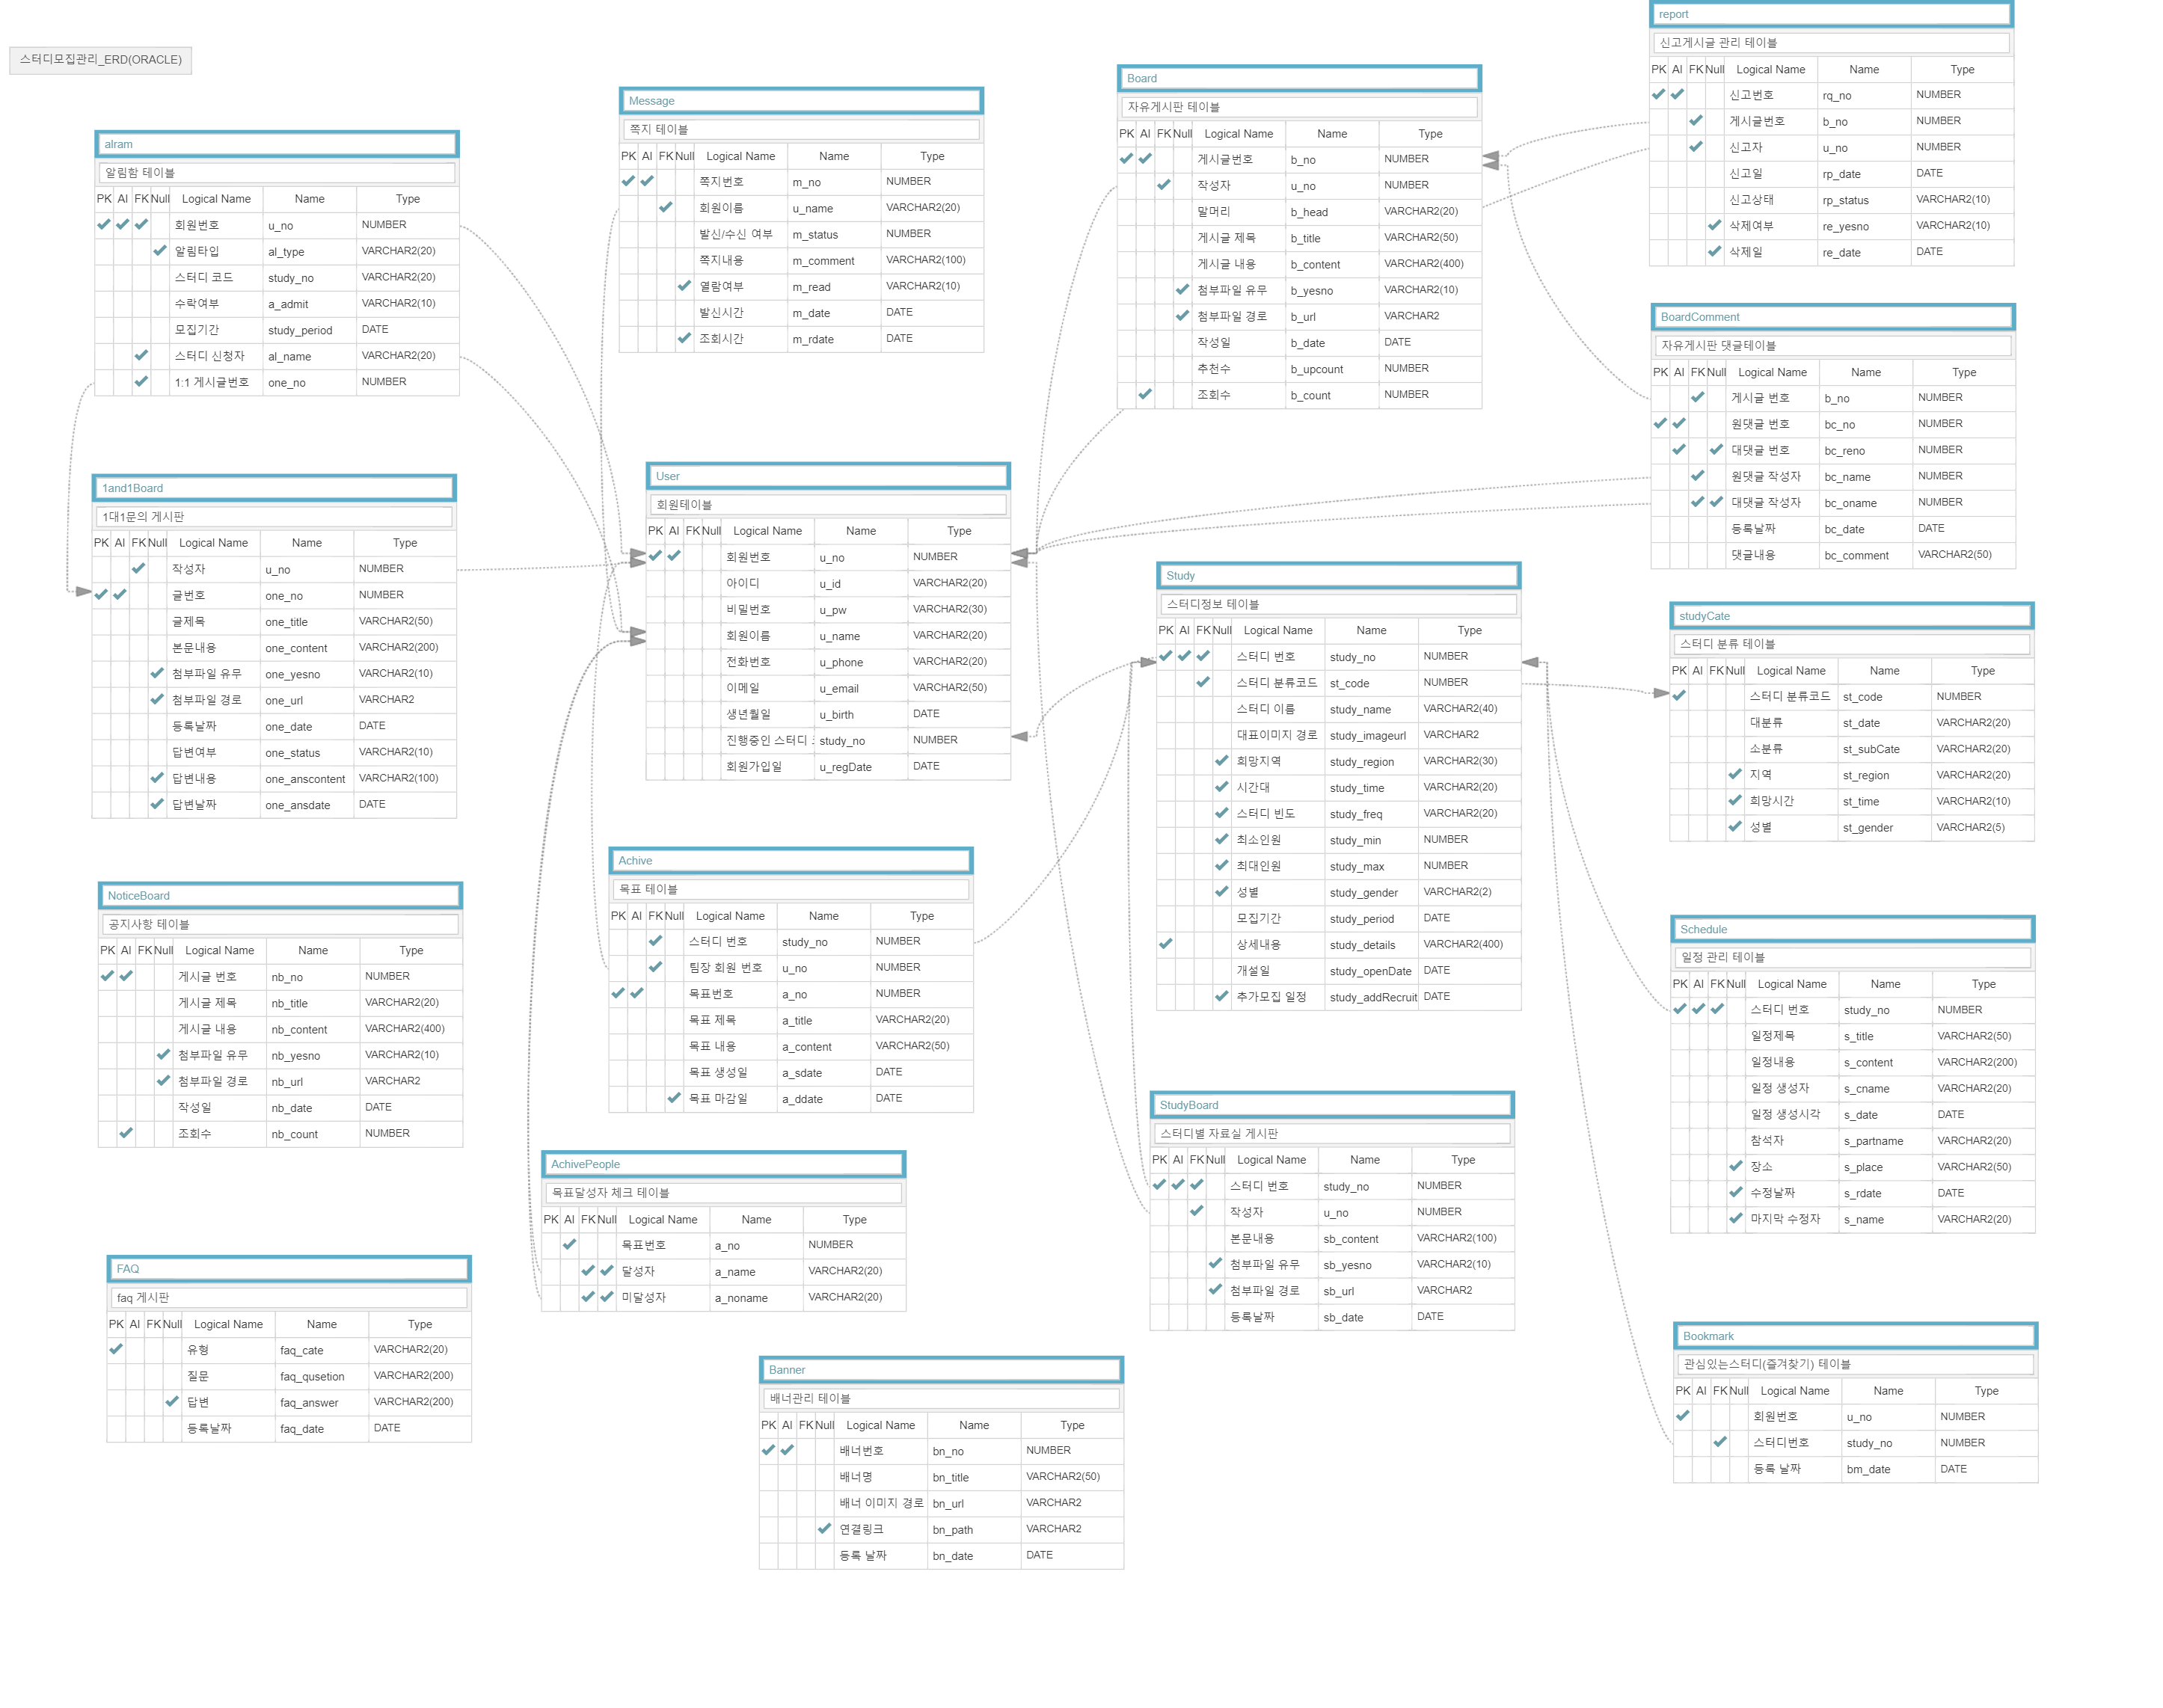 스터디모집관리_ERD(ORACLE)
alram
알림함 테이블
PK AI FK Null Logical Name Name Type
회원번호 u_no NUMBER
알림타입 al_type VARCHAR2(20)
스터디 코드 study_no VARCHAR2(20)
수락여부 a_admit VARCHAR2(10)
모집기간 study_period DATE
스터디 신청자 al_name VARCHAR2(20)
1:1 게시글번호 one_no NUMBER
1and1Board
1대1문의 게시판
PK AI FK Null Logical Name Name Type
작성자 u_no NUMBER
글번호 one_no NUMBER
글제목 one_title VARCHAR2(50)
본문내용 one_content VARCHAR2(200)
첨부파일 유무 one_yesno VARCHAR2(10)
첨부파일 경로 one_url VARCHAR2
등록날짜 one_date DATE
답변여부 one_status VARCHAR2(10)
답변내용 one_anscontent VARCHAR2(100)
답변날짜 one_ansdate DATE
NoticeBoard
공지사항 테이블
PK AI FK Null Logical Name Name Type
게시글 번호 nb_no NUMBER
게시글 제목 nb_title VARCHAR2(20)
게시글 내용 nb_content VARCHAR2(400)
첨부파일 유무 nb_yesno VARCHAR2(10)
첨부파일 경로 nb_url VARCHAR2
작성일 nb_date DATE
조회수 nb_count NUMBER
FAQ
faq 게시판
PK AI FK Null Logical Name Name Type
유형 faq_cate VARCHAR2(20)
질문 faq_qusetion VARCHAR2(200)
답변 faq_answer VARCHAR2(200)
등록날짜 faq_date DATE
Message
쪽지 테이블
PK AI FK Null Logical Name Name Type
쪽지번호 m_no NUMBER
회원이름 u_name VARCHAR2(20)
발신/수신 여부 m_status NUMBER
쪽지내용 m_comment VARCHAR2(100)
열람여부 m_read VARCHAR2(10)
발신시간 m_date DATE
조회시간 m_rdate DATE
User
회원테이블
PK AI FK Null Logical Name Name Type
회원번호 u_no NUMBER
아이디 u_id VARCHAR2(20)
비밀번호 u_pw VARCHAR2(30)
회원이름 u_name VARCHAR2(20)
전화번호 u_phone VARCHAR2(20)
이메일 u_email VARCHAR2(50)
생년월일 u_birth DATE
진행중인 스터디 study_no NUMBER
회원가입일 u_regDate DATE
Achive
목표 테이블
PK AI FK Null Logical Name Name Type
스터디 번호 study_no NUMBER
팀장 회원 번호 u_no NUMBER
목표번호 a_no NUMBER
목표 제목 a_title VARCHAR2(20)
목표 내용 a_content VARCHAR2(50)
목표 생성일 a_sdate DATE
목표 마감일 a_ddate DATE
AchivePeople
목표달성자 체크 테이블
PK AI FK Null Logical Name Name Type
목표번호 a_no NUMBER
달성자 a_name VARCHAR2(20)
미달성자 a_noname VARCHAR2(20)
Banner
배너관리 테이블
PK AI FK Null Logical Name Name Type
배너번호 bn_no NUMBER
배너명 bn_title VARCHAR2(50)
배너 이미지 경로 bn_url VARCHAR2
연결링크 bn_path VARCHAR2
등록 날짜 bn_date DATE
Board
자유게시판 테이블
PK AI FK Null Logical Name Name Type
게시글번호 b_no NUMBER
작성자 u_no NUMBER
말머리 b_head VARCHAR2(20)
게시글 제목 b_title VARCHAR2(50)
게시글 내용 b_content VARCHAR2(400)
첨부파일 유무 b_yesno VARCHAR2(10)
첨부파일 경로 b_url VARCHAR2
작성일 b_date DATE
추천수 b_upcount NUMBER
조회수 b_count NUMBER
Study
스터디정보 테이블
PK AI FK Null Logical Name Name Type
스터디 번호 study_no NUMBER
스터디 분류코드 st_code NUMBER
스터디 이름 study_name VARCHAR2(40)
대표이미지 경로 study_imageurl VARCHAR2
희망지역 study_region VARCHAR2(30)
시간대 study_time VARCHAR2(20)
스터디 빈도 study_freq VARCHAR2(20)
최소인원 study_min NUMBER
최대인원 study_max NUMBER
성별 study_gender VARCHAR2(2)
모집기간 study_period DATE
상세내용 study_details VARCHAR2(400)
개설일 study_openDate DATE
추가모집 일정 study_addRecruit DATE
StudyBoard
스터디별 자료실 게시판
PK AI FK Null Logical Name Name Type
스터디 번호 study_no NUMBER
작성자 u_no NUMBER
본문내용 sb_content VARCHAR2(100)
첨부파일 유무 sb_yesno VARCHAR2(10)
첨부파일 경로 sb_url VARCHAR2
등록날짜 sb_date DATE
report
신고게시글 관리 테이블
PK AI FK Null Logical Name Name Type
신고번호 rq_no NUMBER
게시글번호 b_no NUMBER
신고자 u_no NUMBER
신고일 rp_date DATE
신고상태 rp_status VARCHAR2(10)
삭제여부 re_yesno VARCHAR2(10)
삭제일 re_date DATE
BoardComment
자유게시판 댓글테이블
PK AI FK Null Logical Name Name Type
게시글 번호 b_no NUMBER
원댓글 번호 bc_no NUMBER
대댓글 번호 bc_reno NUMBER
원댓글 작성자 bc_name NUMBER
대댓글 작성자 bc_oname NUMBER
등록날짜 bc_date DATE
댓글내용 bc_comment VARCHAR2(50)
studyCate
스터디 분류 테이블
PK AI FK Null Logical Name Name Type
스터디 분류코드 st_code NUMBER
대분류 st_date VARCHAR2(20)
소분류 st_subCate VARCHAR2(20)
지역 st_region VARCHAR2(20)
희망시간 st_time VARCHAR2(10)
성별 st_gender VARCHAR2(5)
Schedule
일정 관리 테이블
PK AI FK Null Logical Name Name Type
스터디 번호 study_no NUMBER
일정제목 s_title VARCHAR2(50)
일정내용 s_content VARCHAR2(200)
일정 생성자 s_cname VARCHAR2(20)
일정 생성시각 s_date DATE
참석자 s_partname VARCHAR2(20)
장소 s_place VARCHAR2(50)
수정날짜 s_rdate DATE
마지막 수정자 s_name VARCHAR2(20)
Bookmark
관심있는스터디(즐겨찾기) 테이블
PK AI FK Null Logical Name Name Type
회원번호 u_no NUMBER
스터디번호 study_no NUMBER
등록 날짜 bm_date DATE